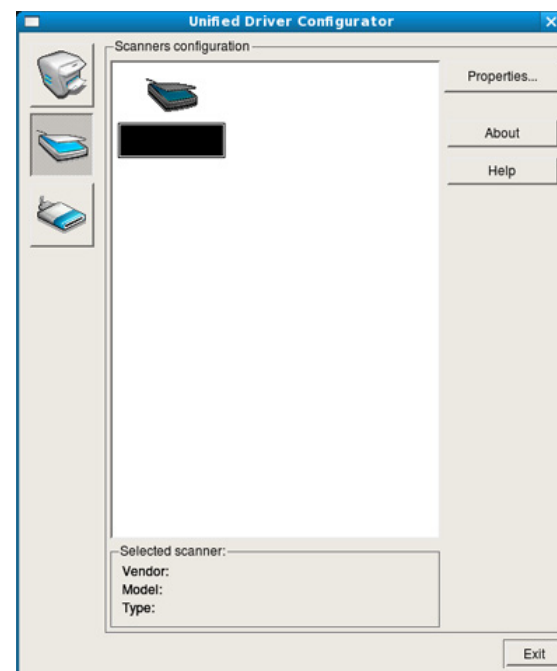 Unified Driver Configurator
Scanners configuration
Properties...
About
Help
Selected scanner:
Vendor:
Model:
Type:
Exit